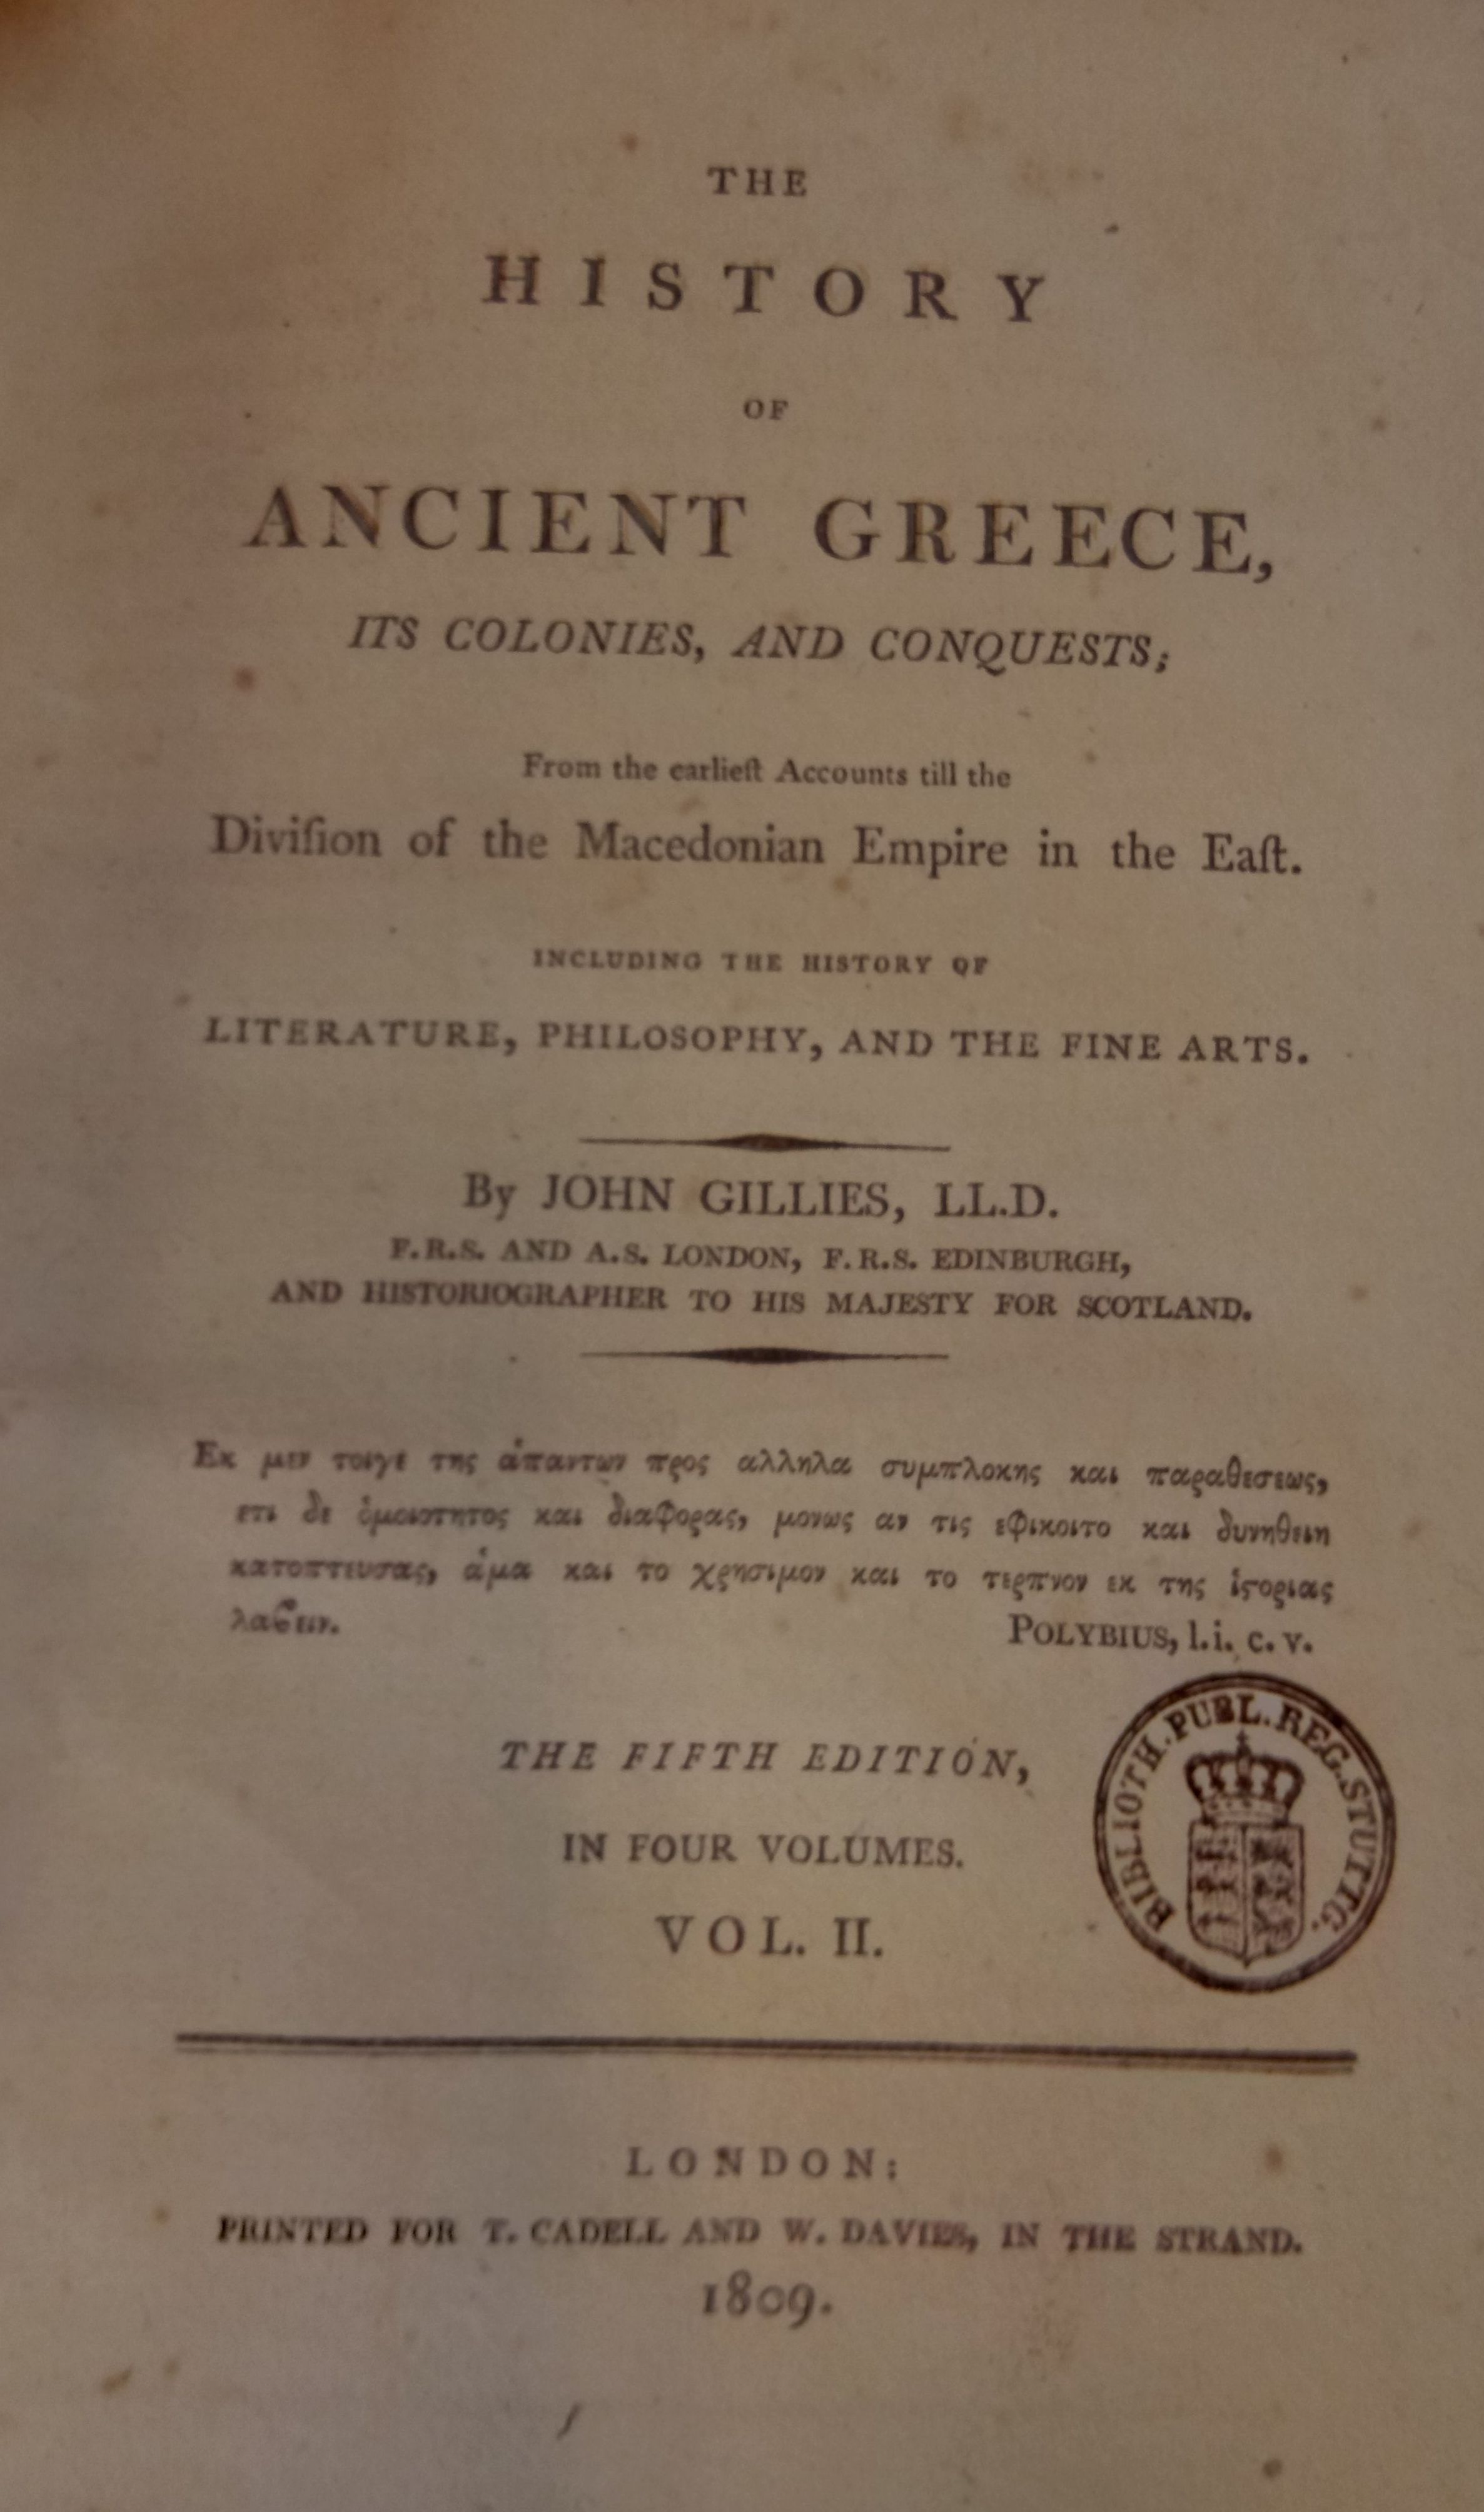 THE
HISTORY
OF
ANCIENT GREECE,
ITS COLONIES, AND CONQUESTS;
From the earlieſt Accounts till the
Diviſion of the Macedonian Empire in the Eaſt.
INCLUDING THE HISTORY OF
LITERATURE, PHILOSOPHY, AND THE FINE ARTS.
By JOHN GILLIES, LL.D.
F.R.S. AND A.S. LONDON, F.R.S. EDINBURGH,
AND HISTORIOGRAPHER TO HIS MAJESTY FOR SCOTLAND.
Εκ μεν τοιγε της ἁπαντων προς αλληλα συμπλοκης και παραθεσεως,
ετι δε ὁμοιοτητος και διαφορας, μονως αν τις εφικοιτο και δυνηθειη
κατοπτευσας, ἁμα και το χρησιμον και το τερπνον εκ της ἱϛοριας
λαϐειν. POLYBIUS, l.i. c. v.
THE FIFTH EDITION,
IN FOUR VOLUMES.
VOL. II.
BIBLIOTH.PUBL.REG.STUTTG.
LONDON:
PRINTED FOR T. CADELL AND W. DAVIES, IN THE STRAND.
1809.